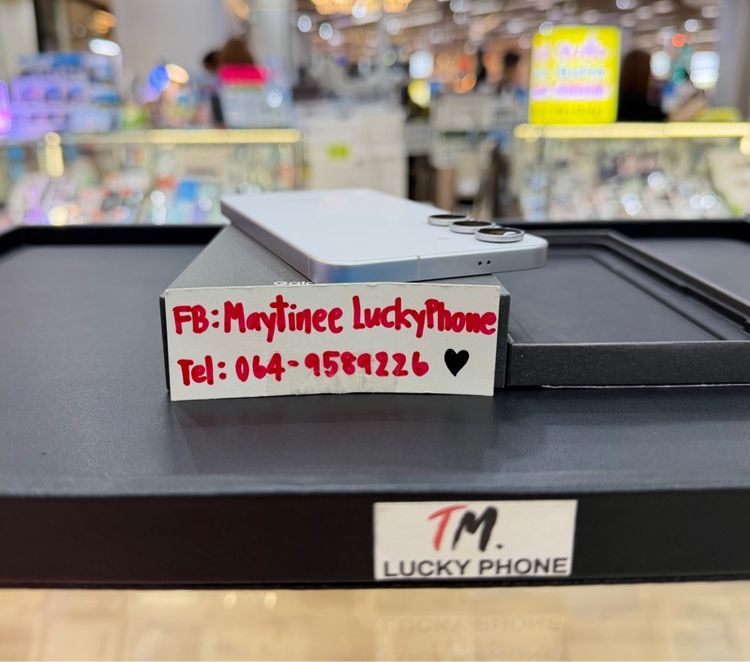 FB: Maytinee LuckyPhone
Tel: 064-9589226 ♥
TM.
LUCKY PHONE